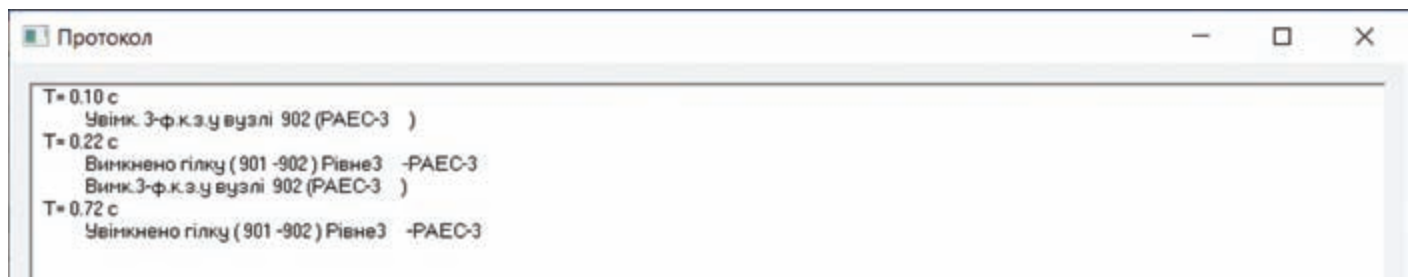 Протокол
T= 0.10 с
Увімк. 3-ф.к.з.у вузлі 902 (РАЕС-3 )
T= 0.22 с
Вимкнено гілку ( 901 -902 ) Рівне3 -РАЕС-3
Вимк.3-ф.к.з.у вузлі 902 (РАЕС-3 )
T= 0.72 с
Увімкнено гілку ( 901 -902 ) Рівне3 -РАЕС-3